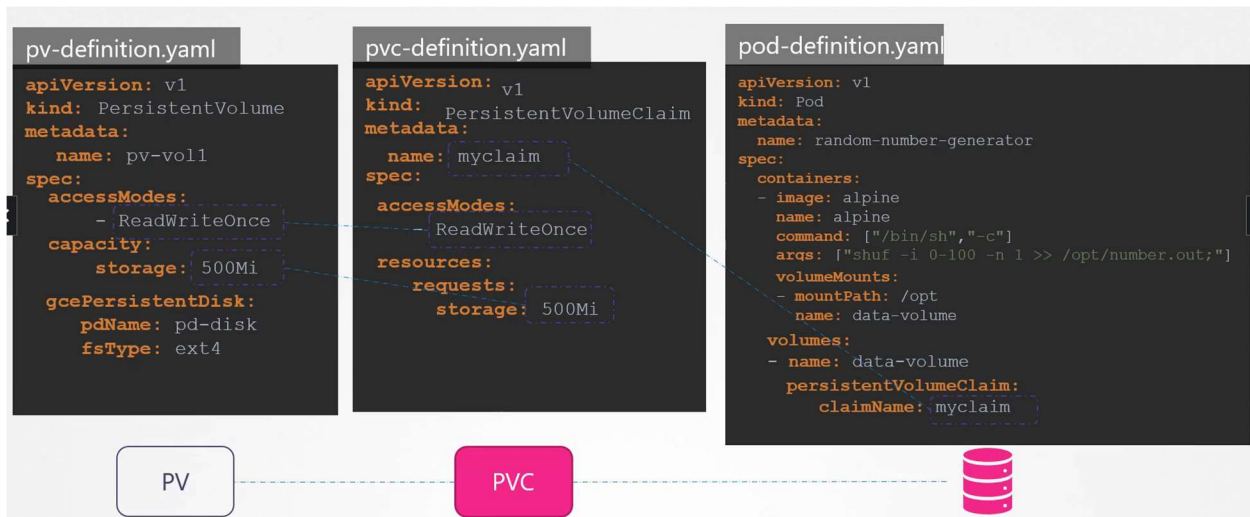 pv-definition.yaml
apiVersion: v1
kind: PersistentVolume
metadata:
name: pv-vol1
spec:
accessModes:
- ReadWriteOnce
capacity:
storage: 500Mi
gcePersistentDisk:
pdName: pd-disk
fsType: ext4
pvc-definition.yaml
apiVersion: v1
kind: PersistentVolumeClaim
metadata:
name: myclaim
spec:
accessModes:
- ReadWriteOnce
resources:
requests:
storage: 500Mi
pod-definition.yaml
apiVersion: v1
kind: Pod
metadata:
name: random-number-generator
spec:
containers:
- image: alpine
name: alpine
command: ["/bin/sh","-c"]
args: ["shuf -i 0-100 -n 1 >> /opt/number.out;"]
volumeMounts:
- mountPath: /opt
name: data-volume
volumes:
- name: data-volume
persistentVolumeClaim:
claimName: myclaim
PV
PVC